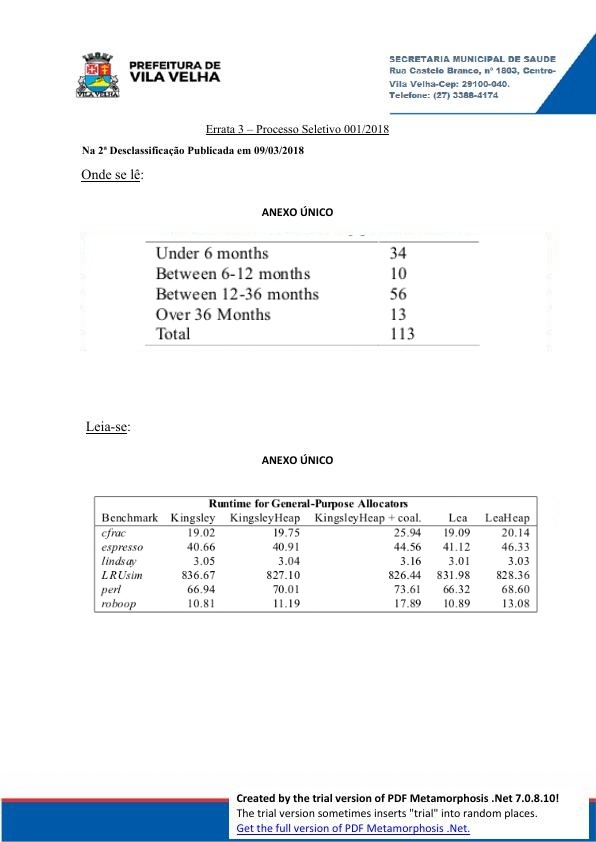 PREFEITURA DE
VILA VELHA
VILA VELHA
SECRETARIA MUNICIPAL DE SAUDE
Rua Castelo Branco, nº 1803, Centro-
Vila Velha-Cep: 29100-040.
Telefone: (27) 3388-4174
Errata 3 – Processo Seletivo 001/2018
Na 2ª Desclassificação Publicada em 09/03/2018
Onde se lê:
ANEXO ÚNICO
Under 6 months 34
Between 6-12 months 10
Between 12-36 months 56
Over 36 Months 13
Total 113
Leia-se:
ANEXO ÚNICO
Runtime for General-Purpose Allocators
Benchmark Kingsley KingsleyHeap KingsleyHeap + coal. Lea LeaHeap
cfrac 19.02 19.75 25.94 19.09 20.14
espresso 40.66 40.91 44.56 41.12 46.33
lindsay 3.05 3.04 3.16 3.01 3.03
LRUsim 836.67 827.10 826.44 831.98 828.36
perl 66.94 70.01 73.61 66.32 68.60
roboop 10.81 11.19 17.89 10.89 13.08
Created by the trial version of PDF Metamorphosis .Net 7.0.8.10!
The trial version sometimes inserts "trial" into random places.
Get the full version of PDF Metamorphosis .Net.